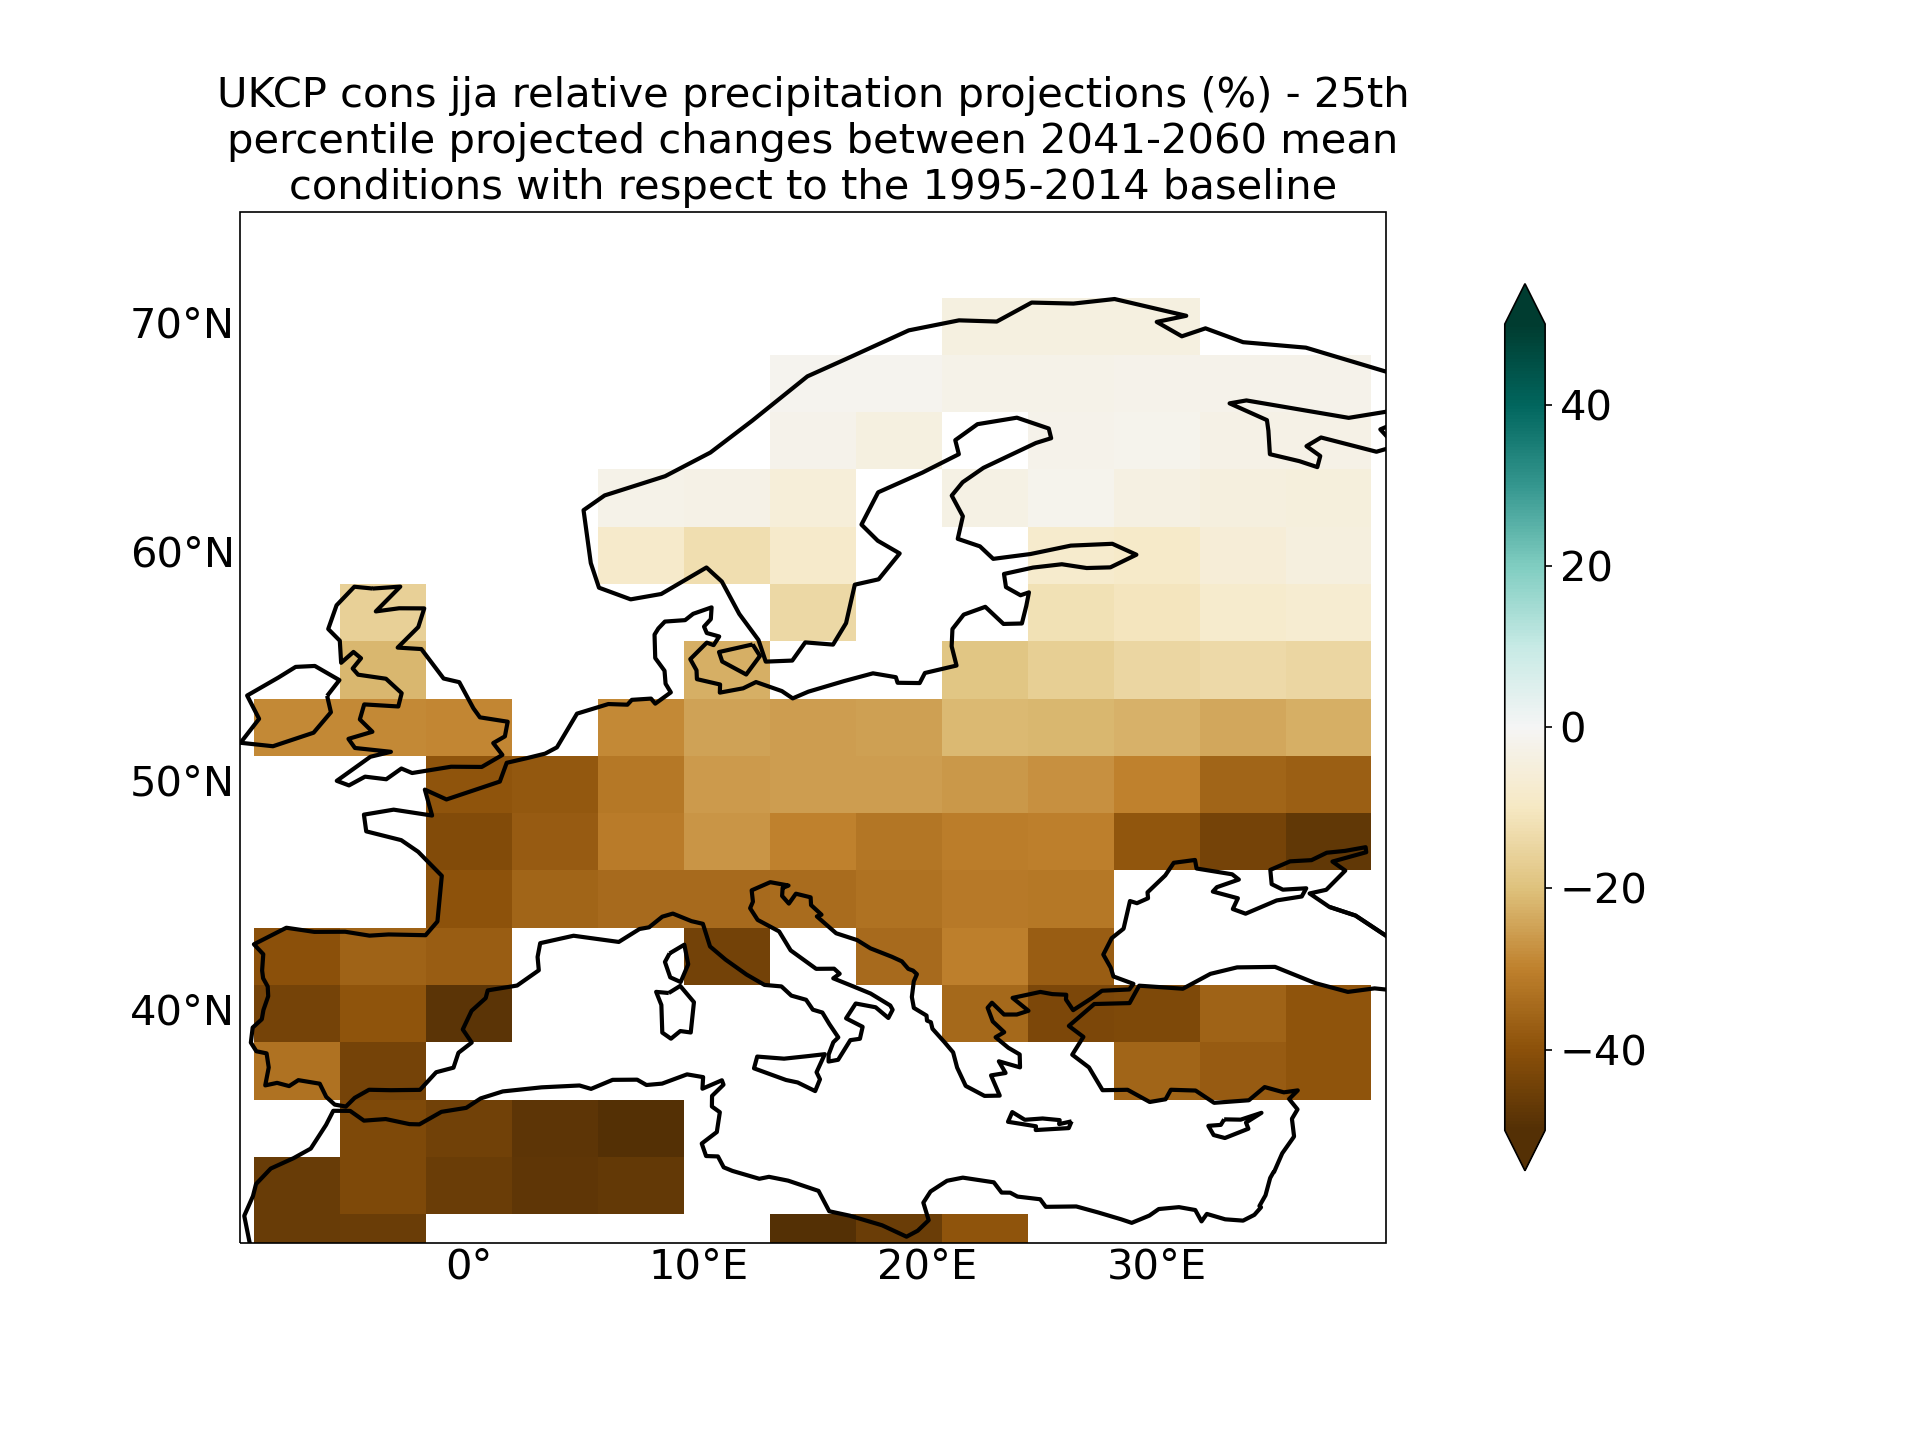 UKCP cons jja relative precipitation projections (%) - 25th
percentile projected changes between 2041-2060 mean
conditions with respect to the 1995-2014 baseline
70°N
60°N
50°N
40°N
0°
10°E
20°E
30°E
40
20
0
−20
−40